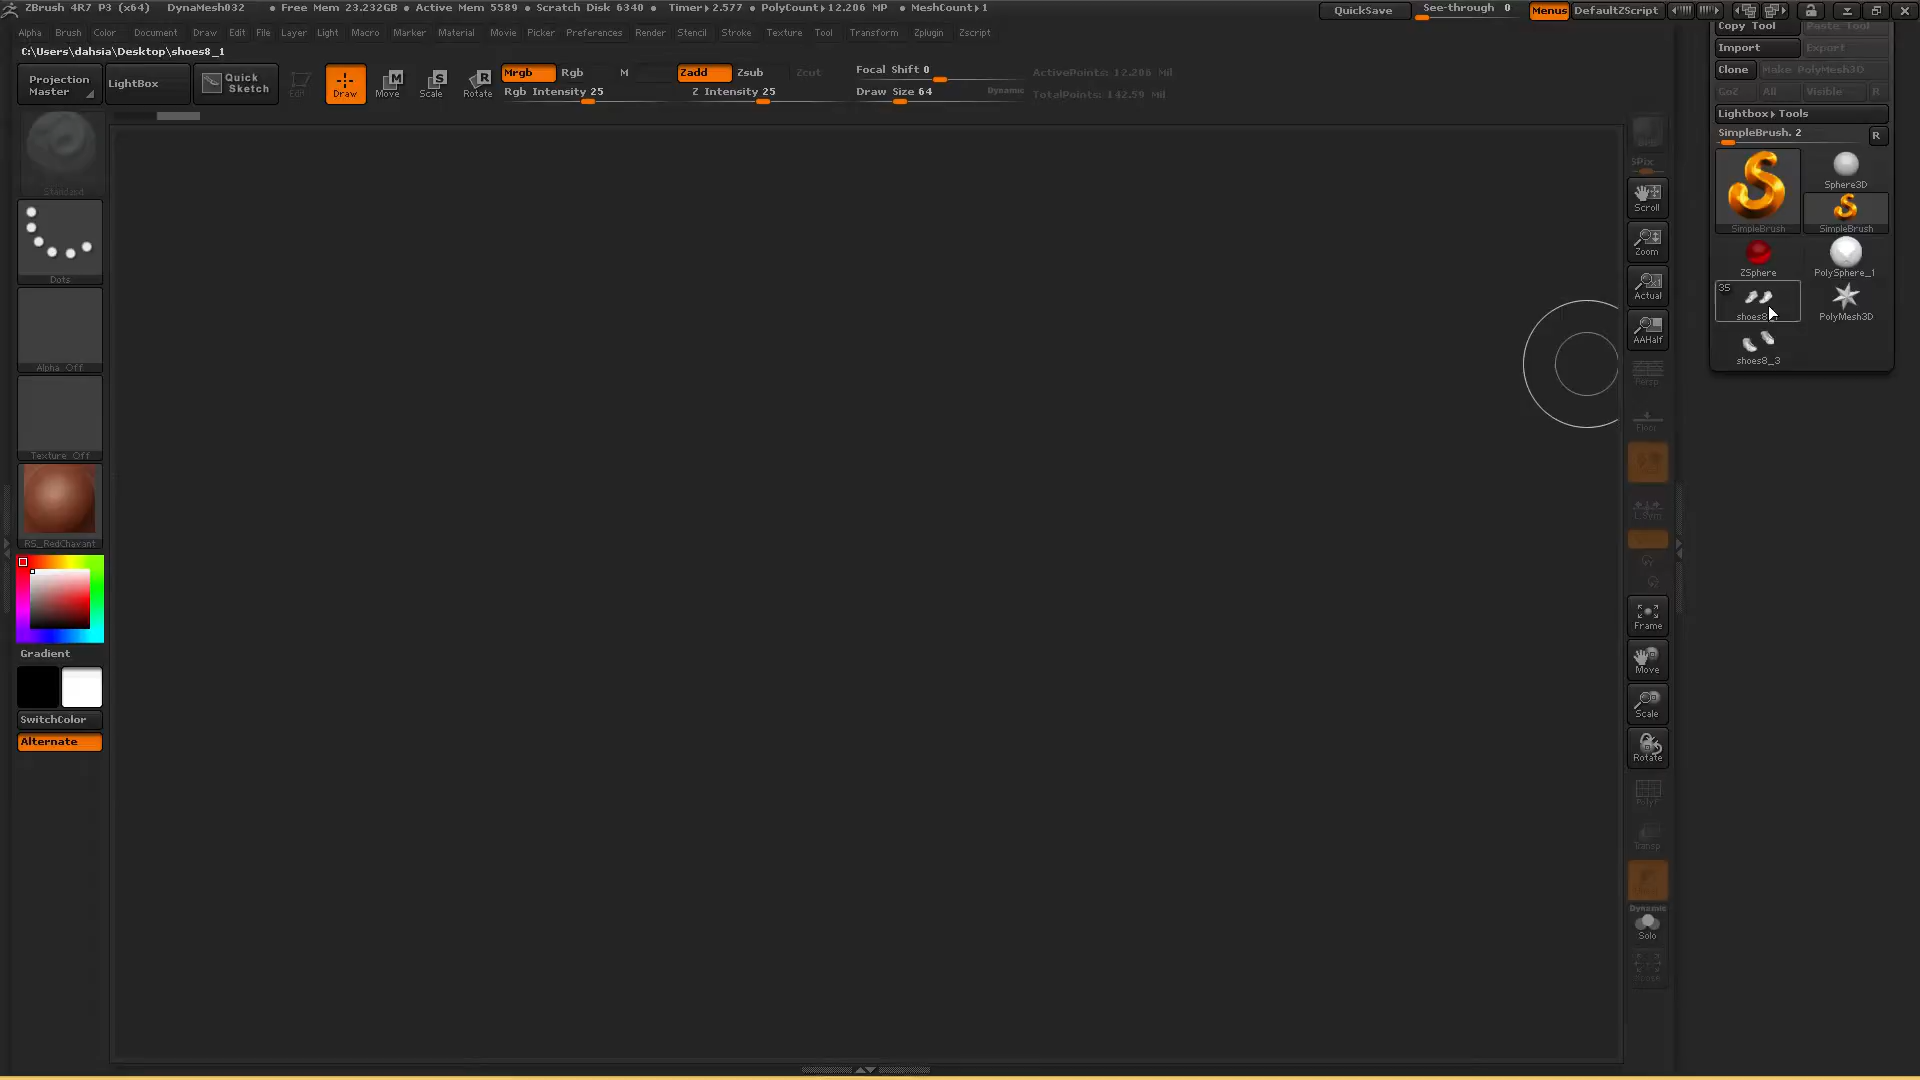 ZBrush 4R7 P3 (x64) DynaMesh032 • Free Mem 23.232GB • Active Mem 5589 • Scratch Disk 6340 • Timer▸2.577 • PolyCount▸12.206 MP • MeshCount▸1 QuickSave See-through 0 Menus DefaultZScript
Alpha Brush Color Document Draw Edit File Layer Light Macro Marker Material Movie Picker Preferences Render Stencil Stroke Texture Tool Transform Zplugin Zscript
C:\Users\dahsia\Desktop\shoes8_1
Projection Master
LightBox
Quick Sketch
Edit
Draw
Move
Scale
Rotate
Mrgb Rgb M
Rgb Intensity 25
Zadd Zsub Zcut
Z Intensity 25
Focal Shift 0
Draw Size 64
Dynamic
ActivePoints: 12.206 Mil
TotalPoints: 142.59 Mil
Standard
Dots
Alpha Off
Texture Off
RS_RedChavant
Gradient
SwitchColor
Alternate
SPix
Scroll
Zoom
Actual
AAHalf
Persp
Floor
Frame
Move
Scale
Rotate
PolyF
Transp
Dynamic
Solo
Copy Tool Paste Tool
Import Export
Clone Make PolyMesh3D
GoZ All Visible R
Lightbox▸Tools
SimpleBrush. 2 R
SimpleBrush
Sphere3D
SimpleBrush
ZSphere
PolySphere_1
35
PolyMesh3D
shoes8_3